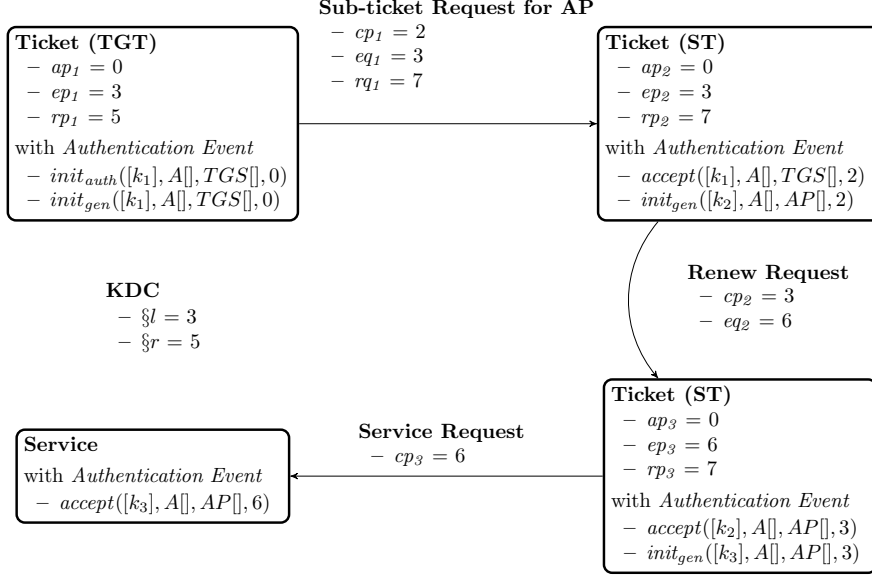 Sub-ticket Request for AP
– cp₁ = 2
– eq₁ = 3
– rq₁ = 7
Ticket (TGT)
– ap₁ = 0
– ep₁ = 3
– rp₁ = 5
with Authentication Event
– init_auth([k₁], A[], TGS[], 0)
– init_gen([k₁], A[], TGS[], 0)
Ticket (ST)
– ap₂ = 0
– ep₂ = 3
– rp₂ = 7
with Authentication Event
– accept([k₁], A[], TGS[], 2)
– init_gen([k₂], A[], AP[], 2)
Renew Request
– cp₂ = 3
– eq₂ = 6
KDC
– §l = 3
– §r = 5
Ticket (ST)
– ap₃ = 0
– ep₃ = 6
– rp₃ = 7
with Authentication Event
– accept([k₂], A[], AP[], 3)
– init_gen([k₃], A[], AP[], 3)
Service Request
– cp₃ = 6
Service
with Authentication Event
– accept([k₃], A[], AP[], 6)